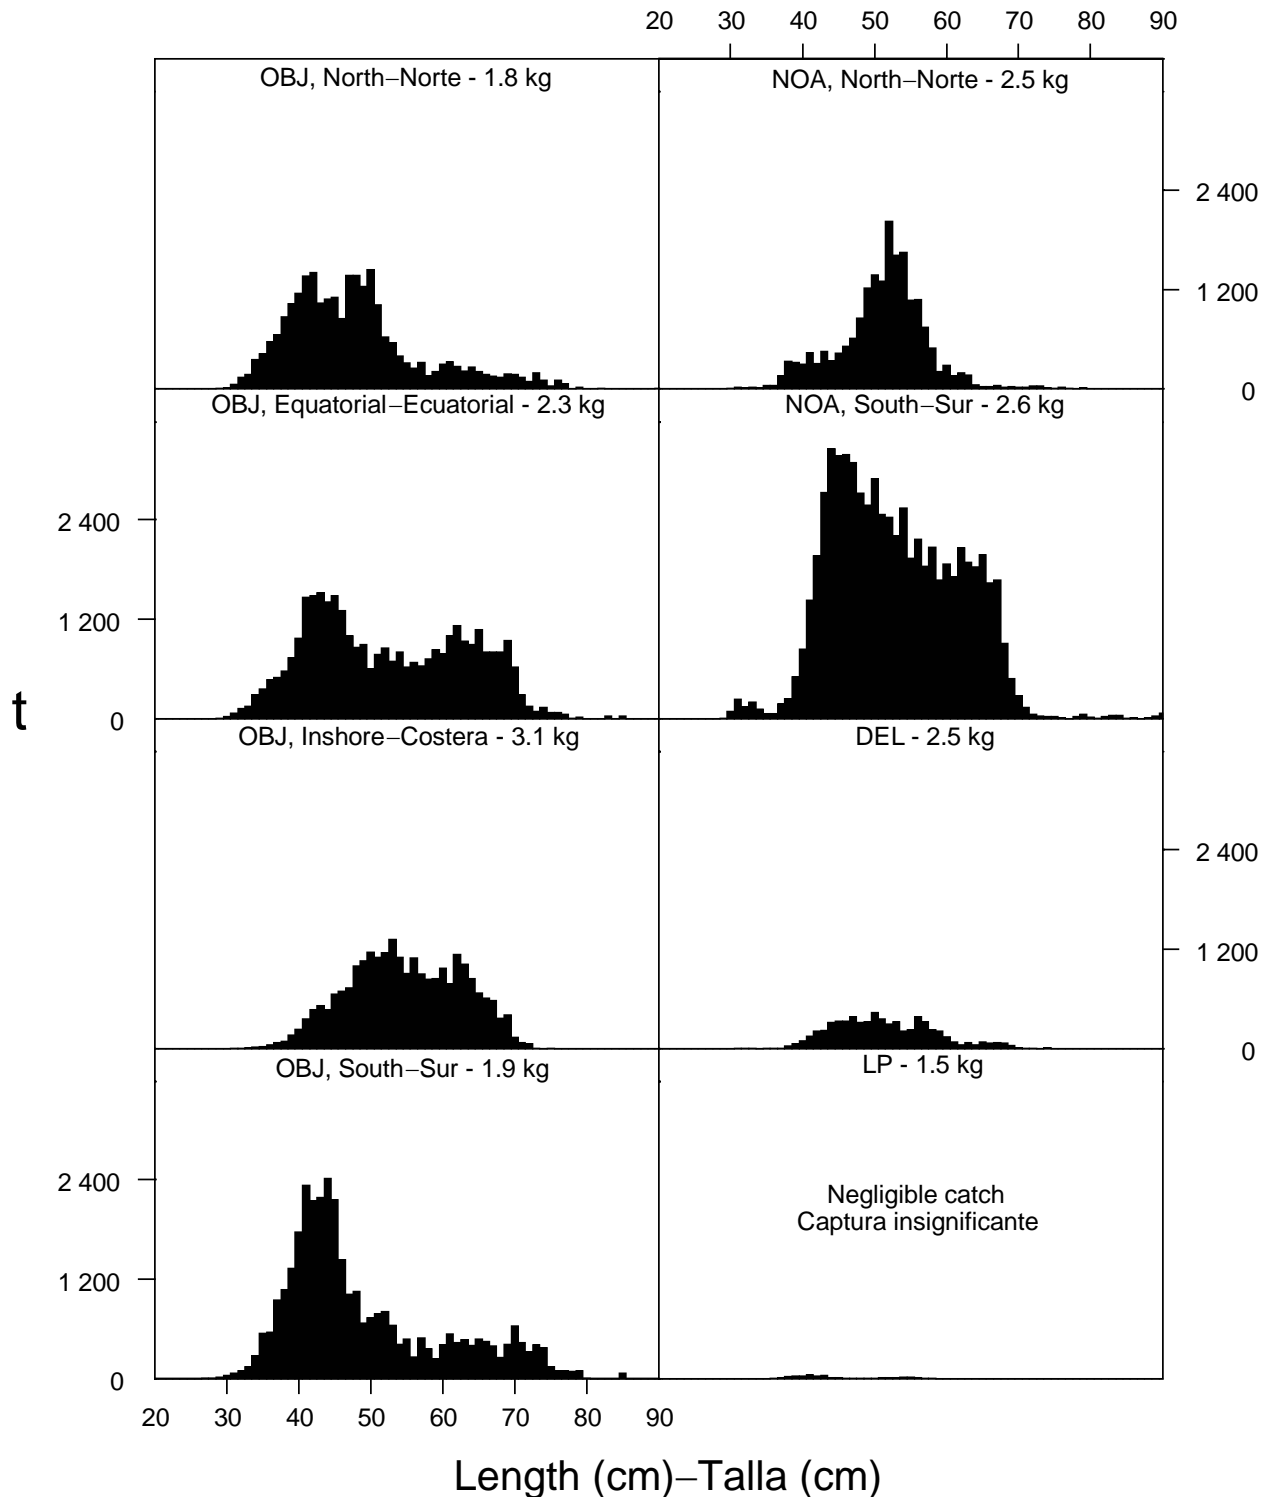 20 30 40 50 60 70 90
OBJ, North−Norte - 1.8 kg
NOA, North−Norte - 2.5 kg
2 400
1 200
0
OBJ, Equatorial−Ecuatorial - 2.3 kg
NOA, South−Sur - 2.6 kg
2 400
1 200
0
t
OBJ, Inshore−Costera - 3.1 kg
DEL - 2.5 kg
2 400
1 200
0
OBJ, South−Sur - 1.9 kg
LP - 1.5 kg
2 400
1 200
0
Negligible catch
Captura insignificante
20 30 40 50 60 70 80 90
Length (cm)−Talla (cm)